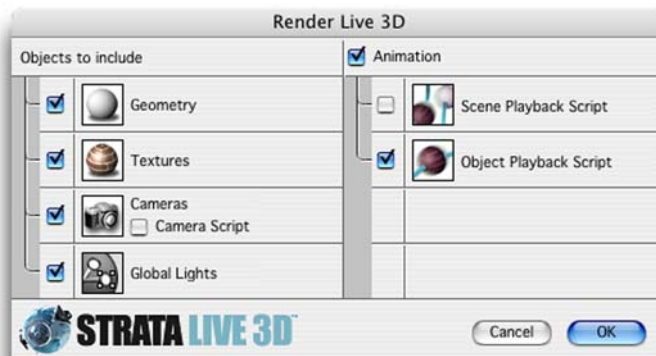 Render Live 3D
Objects to include
Geometry
Textures
Cameras
Camera Script
Global Lights
Animation
Scene Playback Script
Object Playback Script
STRATA LIVE 3D™
Cancel
OK